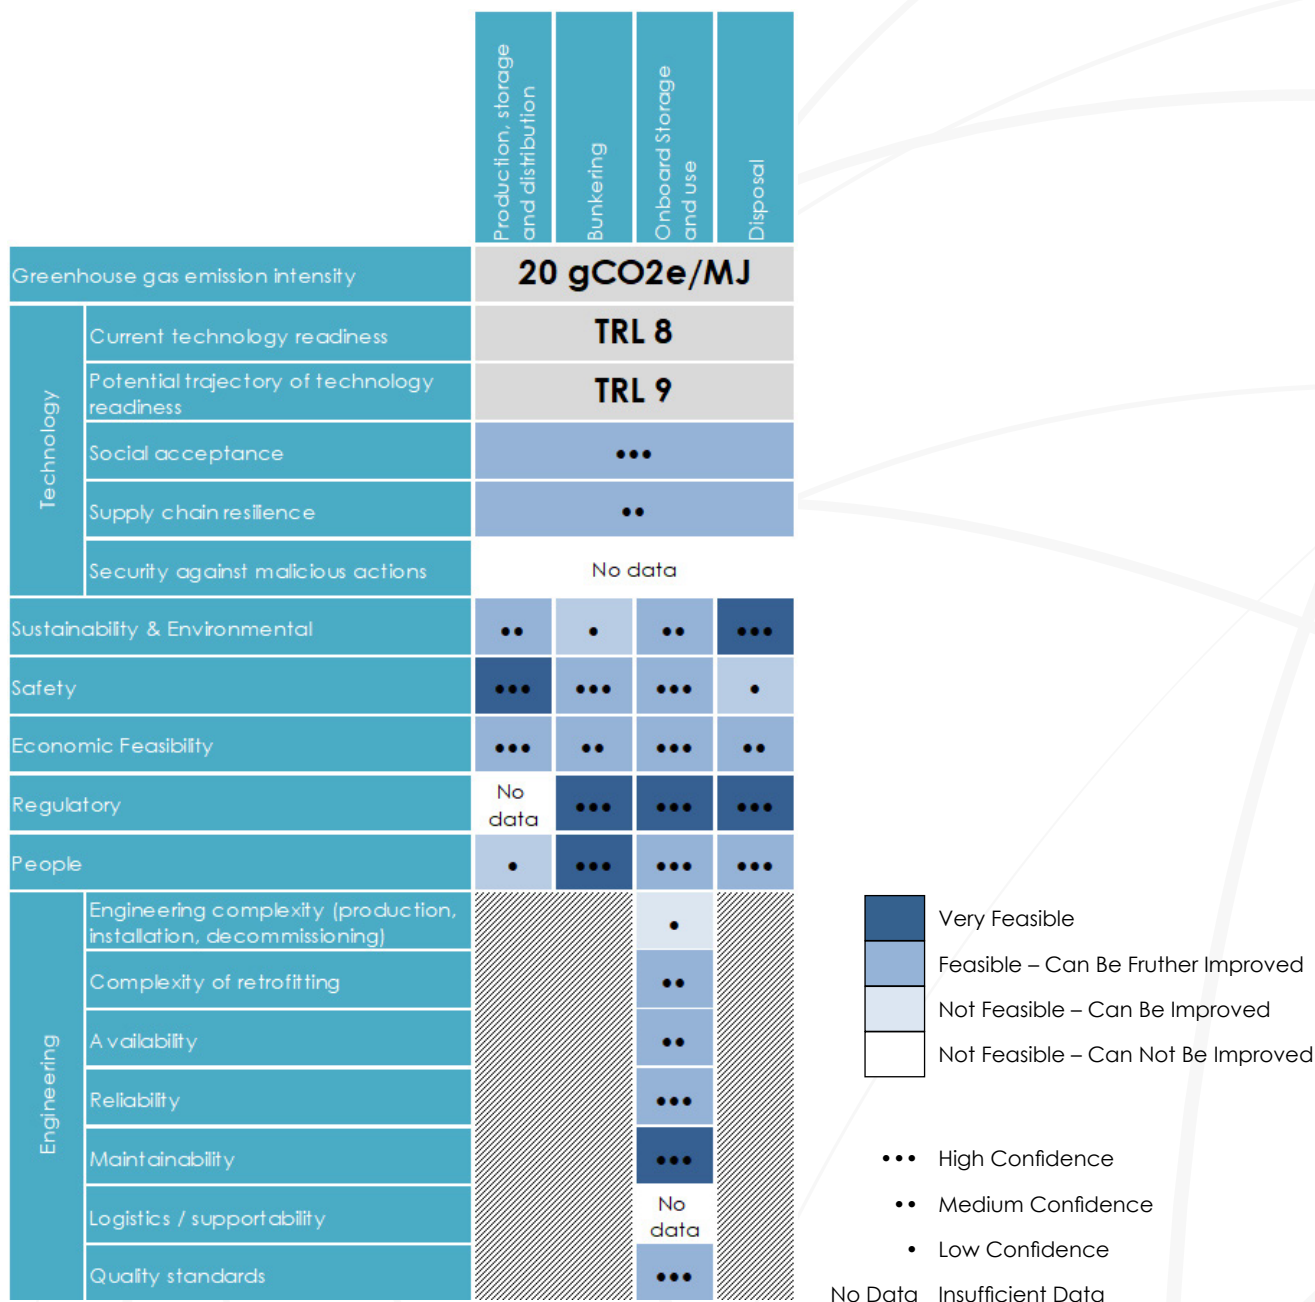 Production, storage
and distribution
Bunkering
Onboard Storage
and use
Disposal
Greenhouse gas emission intensity
20 gCO2e/MJ
Technology
Current technology readiness
TRL 8
Potential trajectory of technology
readiness
TRL 9
Social acceptance
•••
Supply chain resilience
••
Security against malicious actions
No data
Sustainability & Environmental
•• • •• •••
Safety
••• ••• ••• •
Economic Feasibility
••• •• ••• ••
Regulatory
No
data
••• ••• •••
People
• ••• ••• •••
Engineering
Engineering complexity (production,
installation, decommissioning)
•
Complexity of retrofitting
••
Availability
••
Reliability
•••
Maintainability
•••
Logistics / supportability
No
data
Quality standards
•••
Very Feasible
Feasible – Can Be Fruther Improved
Not Feasible – Can Be Improved
Not Feasible – Can Not Be Improved
••• High Confidence
•• Medium Confidence
• Low Confidence
No Data Insufficient Data